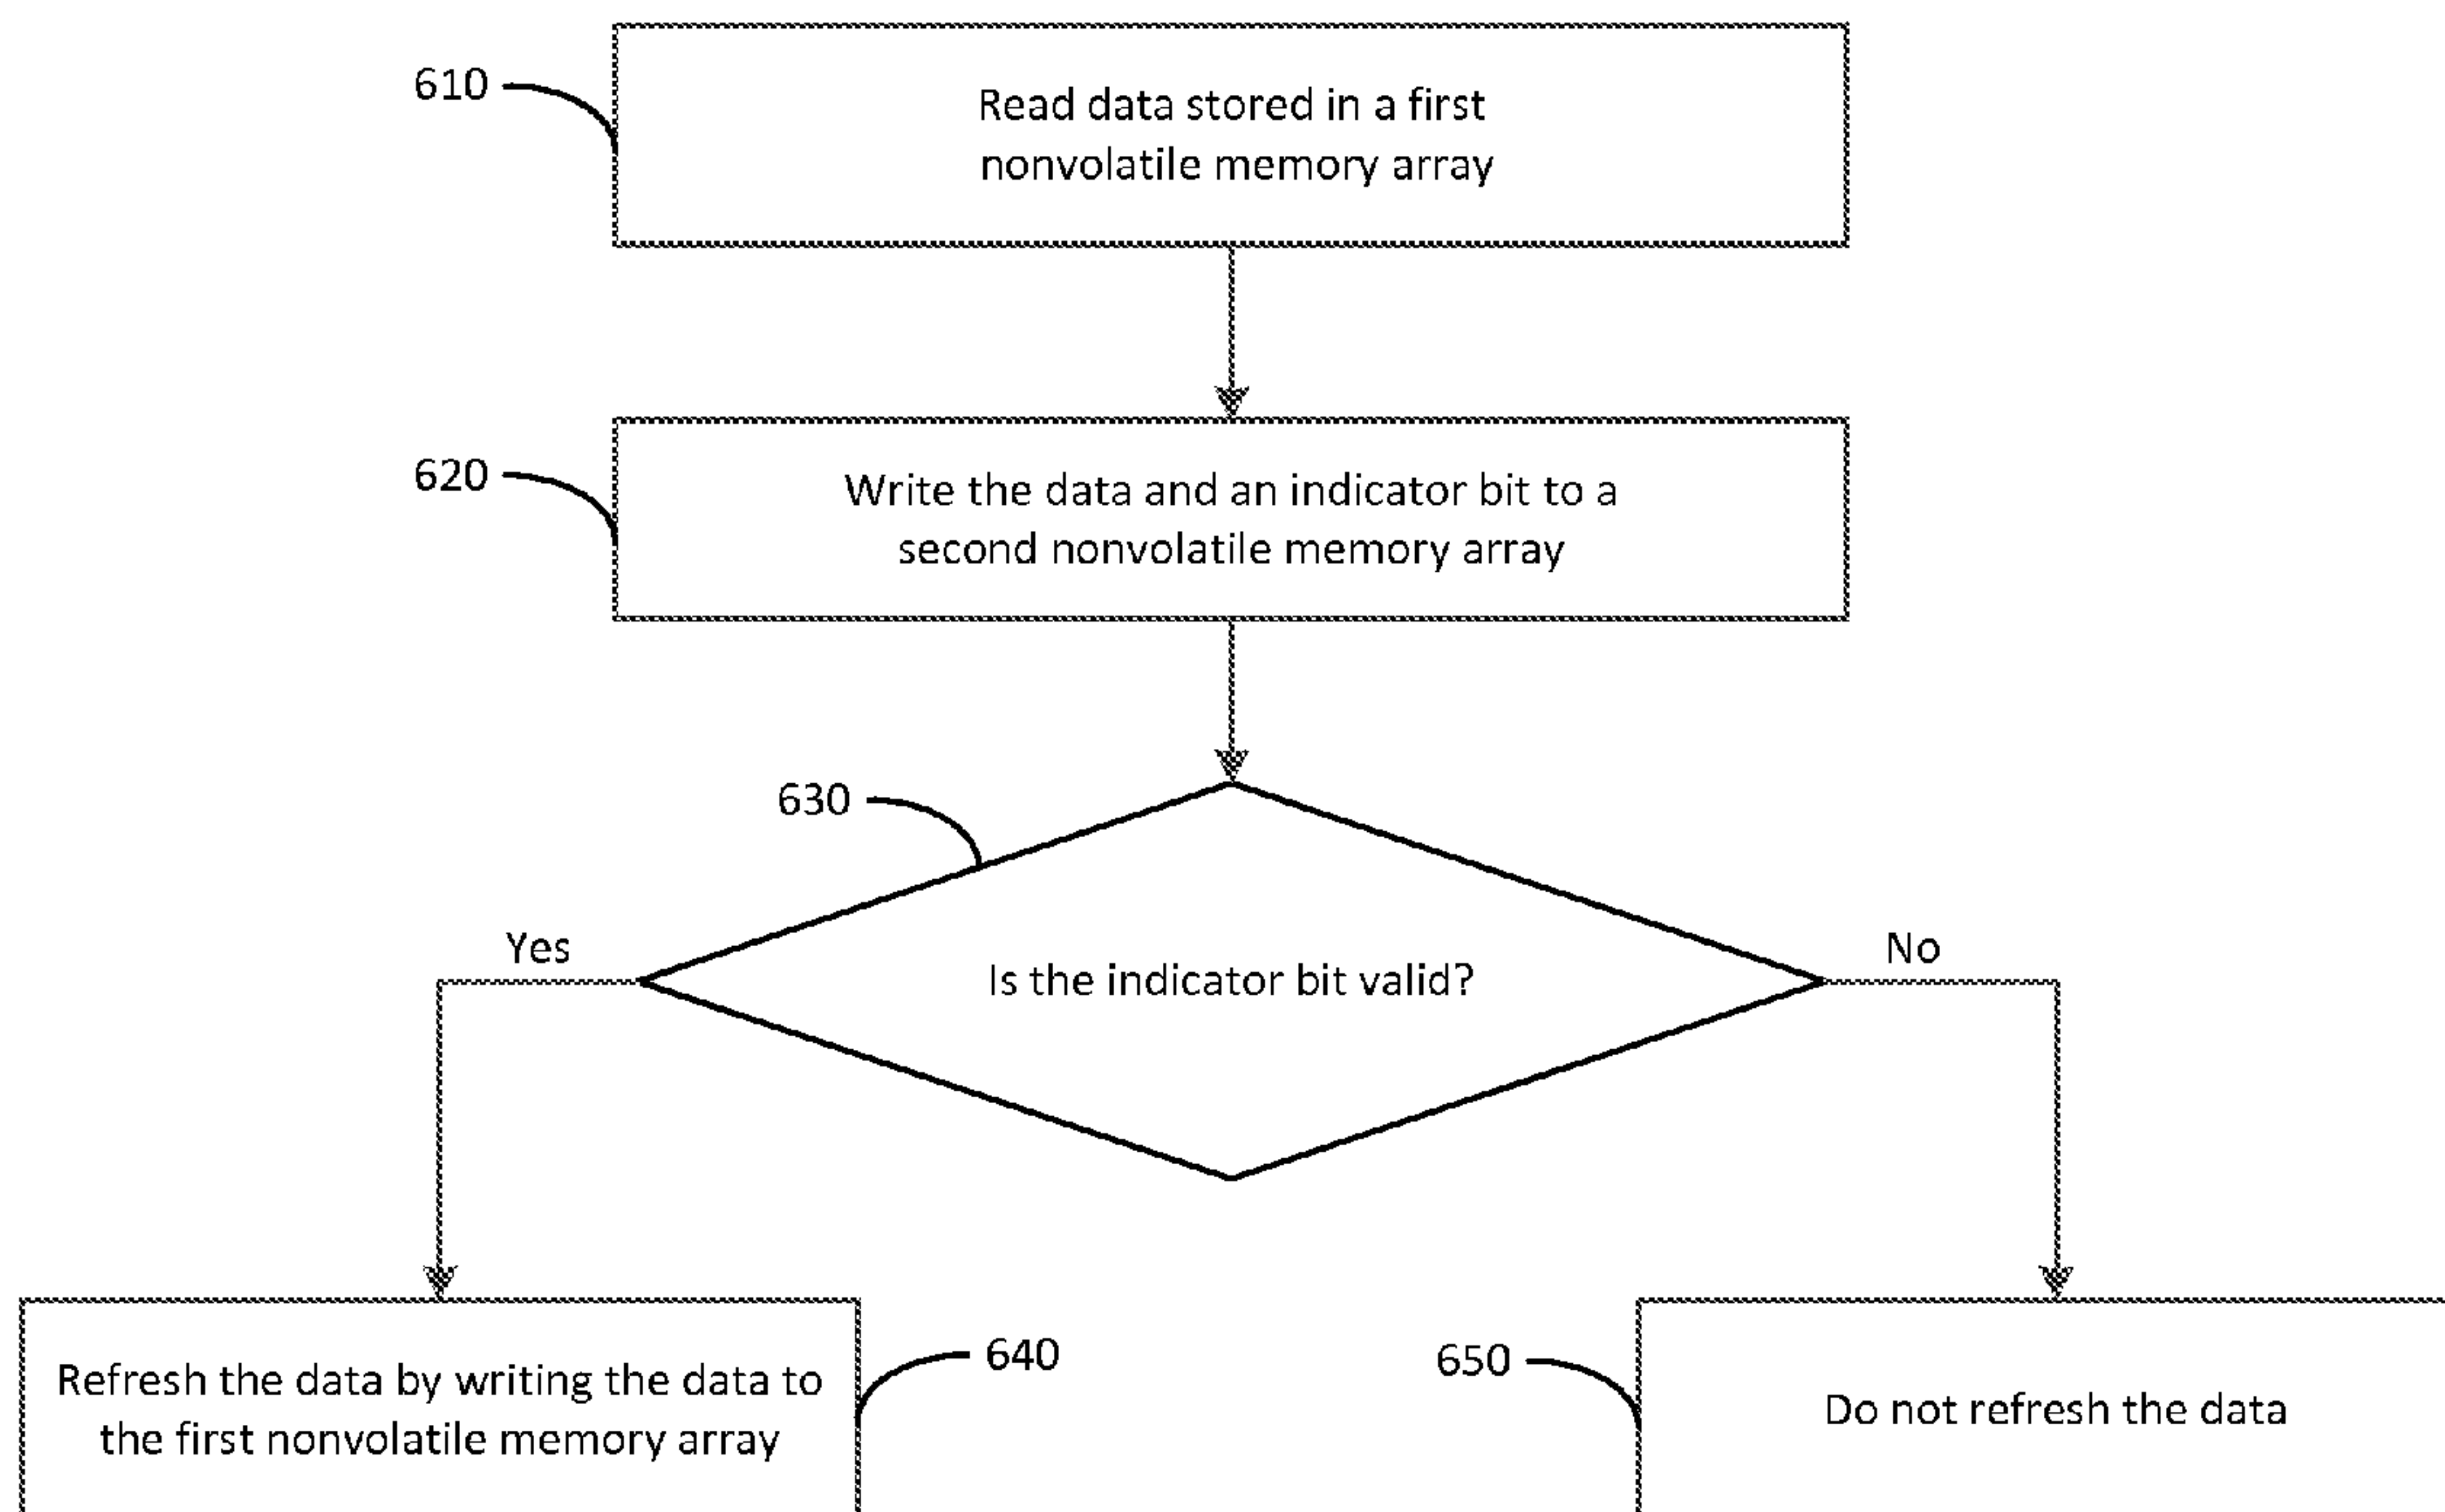 610
Read data stored in a first
nonvolatile memory array
620
Write the data and an indicator bit to a
second nonvolatile memory array
630
Yes
Is the indicator bit valid?
No
Refresh the data by writing the data to
the first nonvolatile memory array
640
650
Do not refresh the data